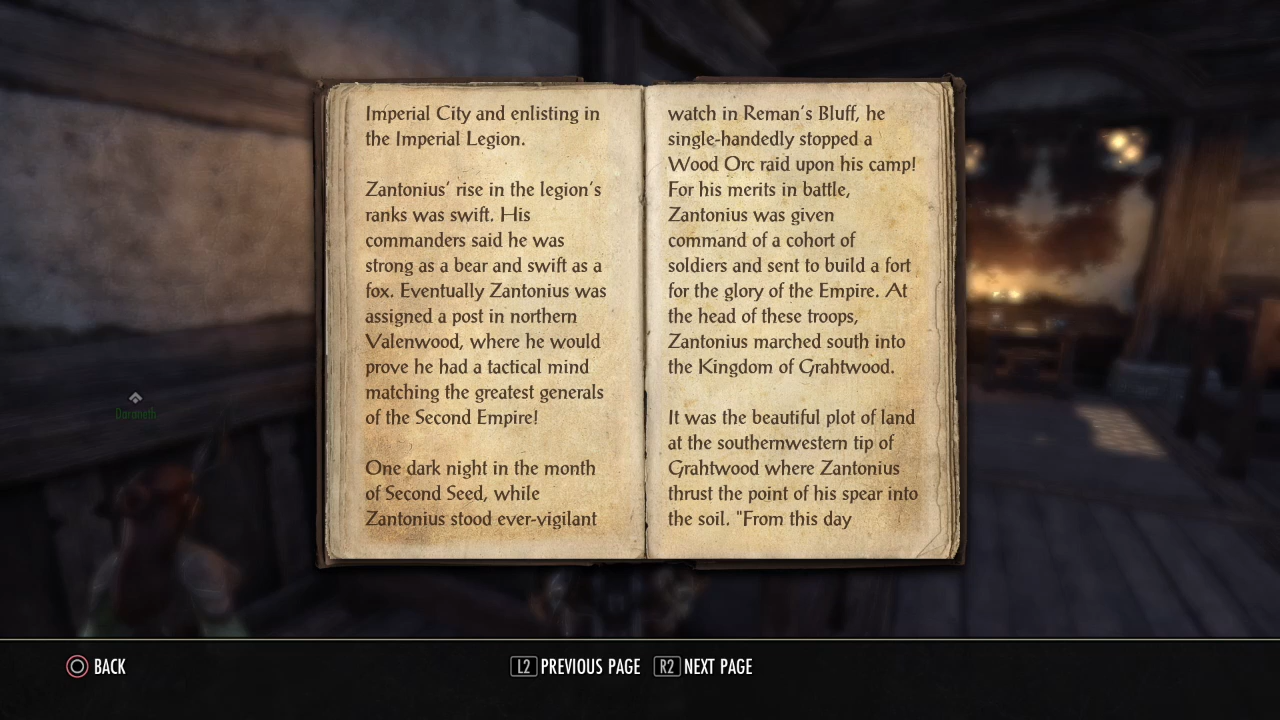 Imperial City and enlisting in
the Imperial Legion.
Zantonius' rise in the legion's
ranks was swift. His
commanders said he was
strong as a bear and swift as a
fox. Eventually Zantonius was
assigned a post in northern
Valenwood, where he would
prove he had a tactical mind
matching the greatest generals
of the Second Empire!
One dark night in the month
of Second Seed, while
Zantonius stood ever-vigilant
watch in Reman's Bluff, he
single-handedly stopped a
Wood Orc raid upon his camp!
For his merits in battle,
Zantonius was given
command of a cohort of
soldiers and sent to build a fort
for the glory of the Empire. At
the head of these troops,
Zantonius marched south into
the Kingdom of Grahtwood.
It was the beautiful plot of land
at the southernwestern tip of
Grahtwood where Zantonius
thrust the point of his spear into
the soil. "From this day
BACK
L2 PREVIOUS PAGE R2 NEXT PAGE